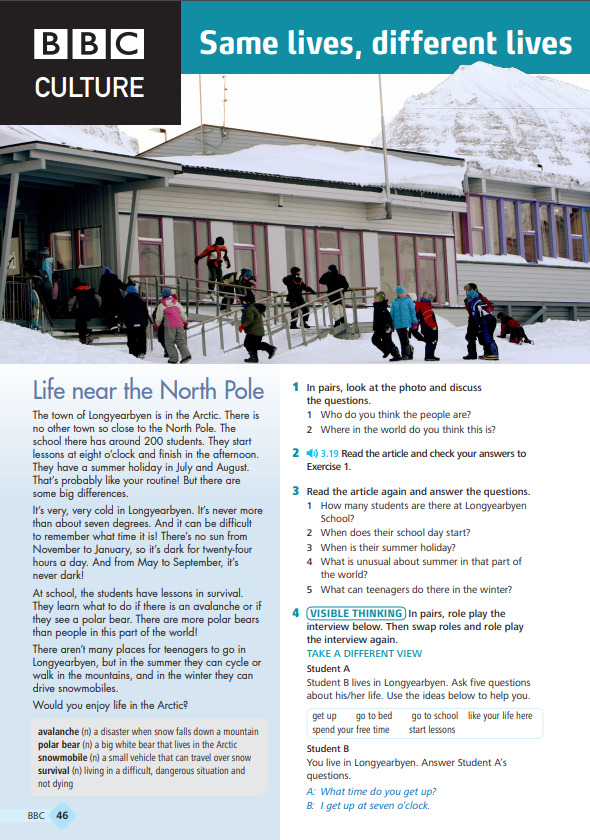 BBC
CULTURE
Same lives, different lives
Life near the North Pole
The town of Longyearbyen is in the Arctic. There is
no other town so close to the North Pole. The
school there has around 200 students. They start
lessons at eight o'clock and finish in the afternoon.
They have a summer holiday in July and August.
That's probably like your routine! But there are
some big differences.
It's very, very cold in Longyearbyen. It's never more
than about seven degrees. And it can be difficult
to remember what time it is! There's no sun from
November to January, so it's dark for twenty-four
hours a day. And from May to September, it's
never dark!
At school, the students have lessons in survival.
They learn what to do if there is an avalanche or if
they see a polar bear. There are more polar bears
than people in this part of the world!
There aren't many places for teenagers to go in
Longyearbyen, but in the summer they can cycle or
walk in the mountains, and in the winter they can
drive snowmobiles.
Would you enjoy life in the Arctic?
avalanche (n) a disaster when snow falls down a mountain
polar bear (n) a big white bear that lives in the Arctic
snowmobile (n) a small vehicle that can travel over snow
survival (n) living in a difficult, dangerous situation and
not dying
1 In pairs, look at the photo and discuss
the questions.
1 Who do you think the people are?
2 Where in the world do you think this is?
2 3.19 Read the article and check your answers to
Exercise 1.
3 Read the article again and answer the questions.
1 How many students are there at Longyearbyen
School?
2 When does their school day start?
3 When is their summer holiday?
4 What is unusual about summer in that part of
the world?
5 What can teenagers do there in the winter?
4 VISIBLE THINKING In pairs, role play the
interview below. Then swap roles and role play
the interview again.
TAKE A DIFFERENT VIEW
Student A
Student B lives in Longyearbyen. Ask five questions
about his/her life. Use the ideas below to help you.
get up go to bed go to school like your life here
spend your free time start lessons
Student B
You live in Longyearbyen. Answer Student A's
questions.
A: What time do you get up?
B: I get up at seven o'clock.
BBC 46